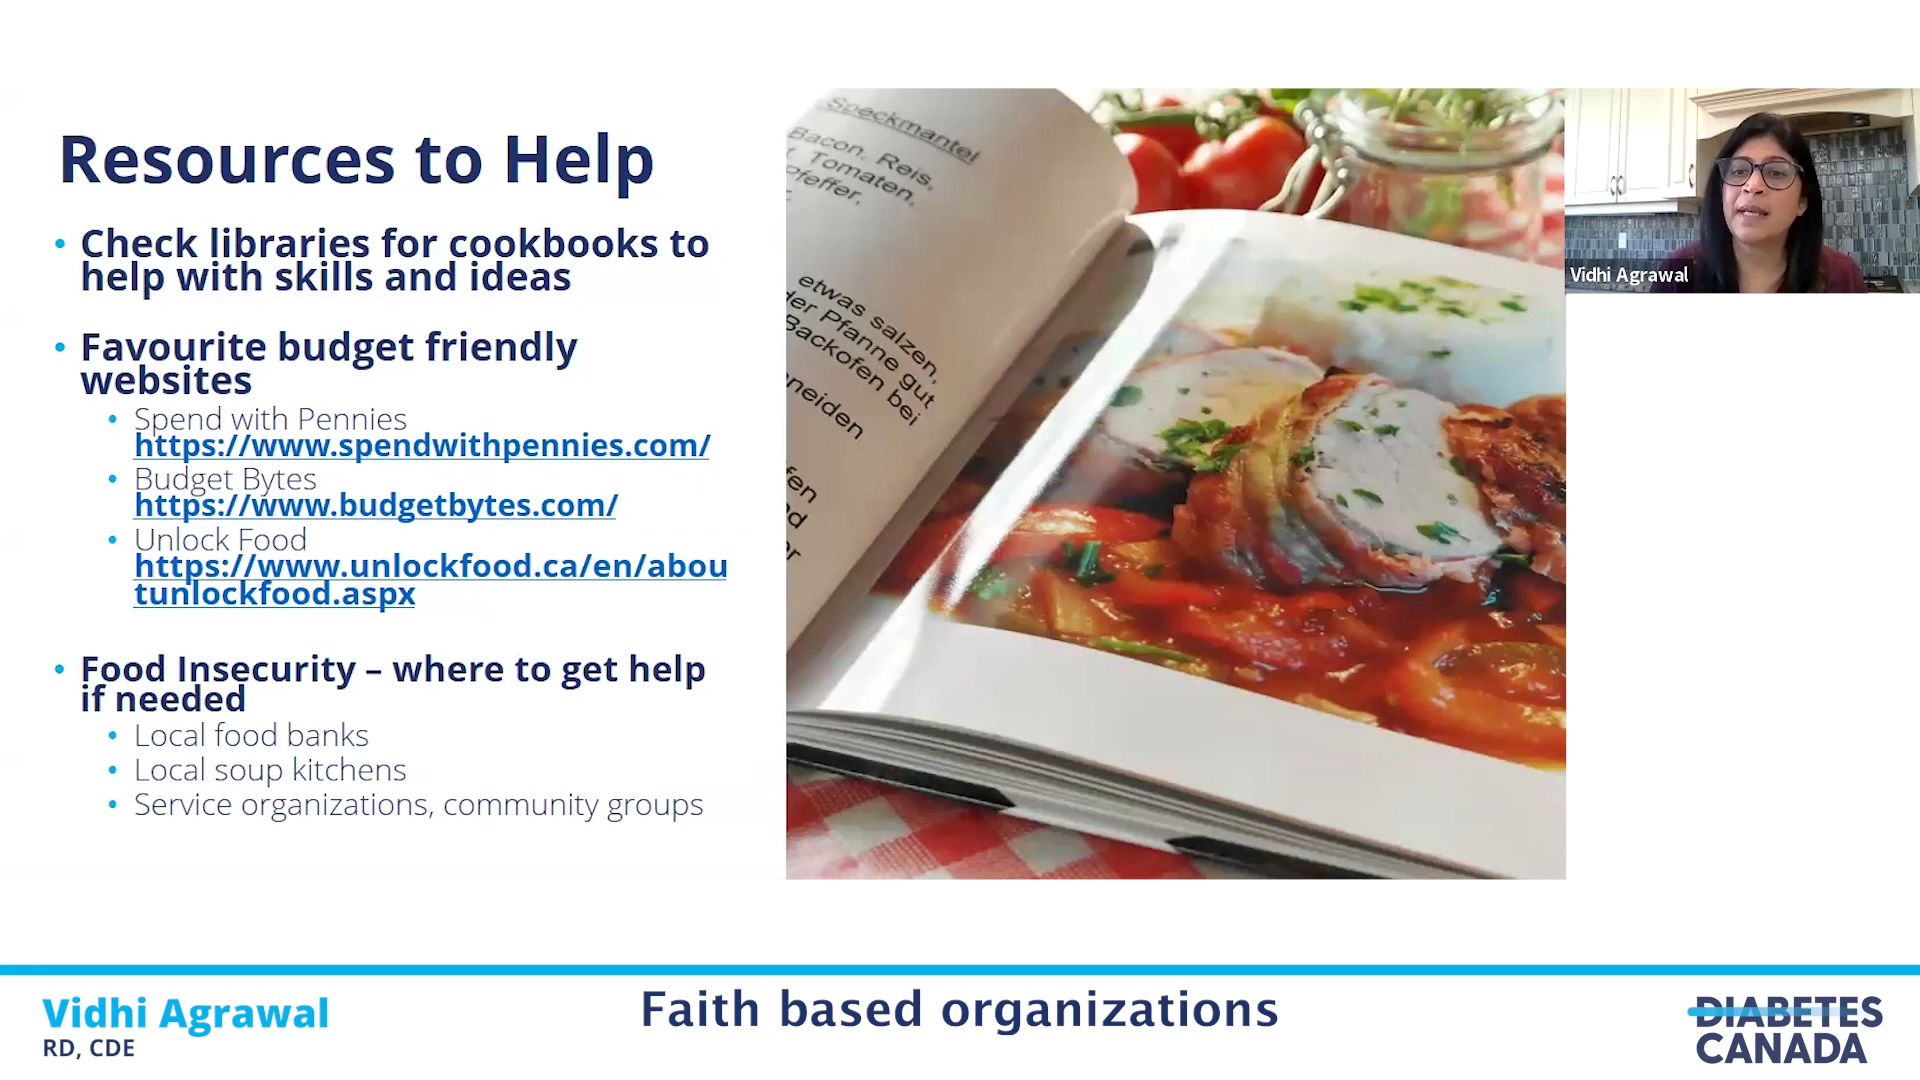 Resources to Help
• Check libraries for cookbooks to
help with skills and ideas
• Favourite budget friendly
websites
• Spend with Pennies
https://www.spendwithpennies.com/
• Budget Bytes
https://www.budgetbytes.com/
• Unlock Food
https://www.unlockfood.ca/en/abou
tunlockfood.aspx
• Food Insecurity – where to get help
if needed
• Local food banks
• Local soup kitchens
• Service organizations, community groups
Speckmantel
Bacon, Reis,
Tomaten,
Pfeffer,
etwas salzen,
der Pfanne gut
Backofen bei
Vidhi Agrawal
Vidhi Agrawal
RD, CDE
Faith based organizations
DIABETES
CANADA